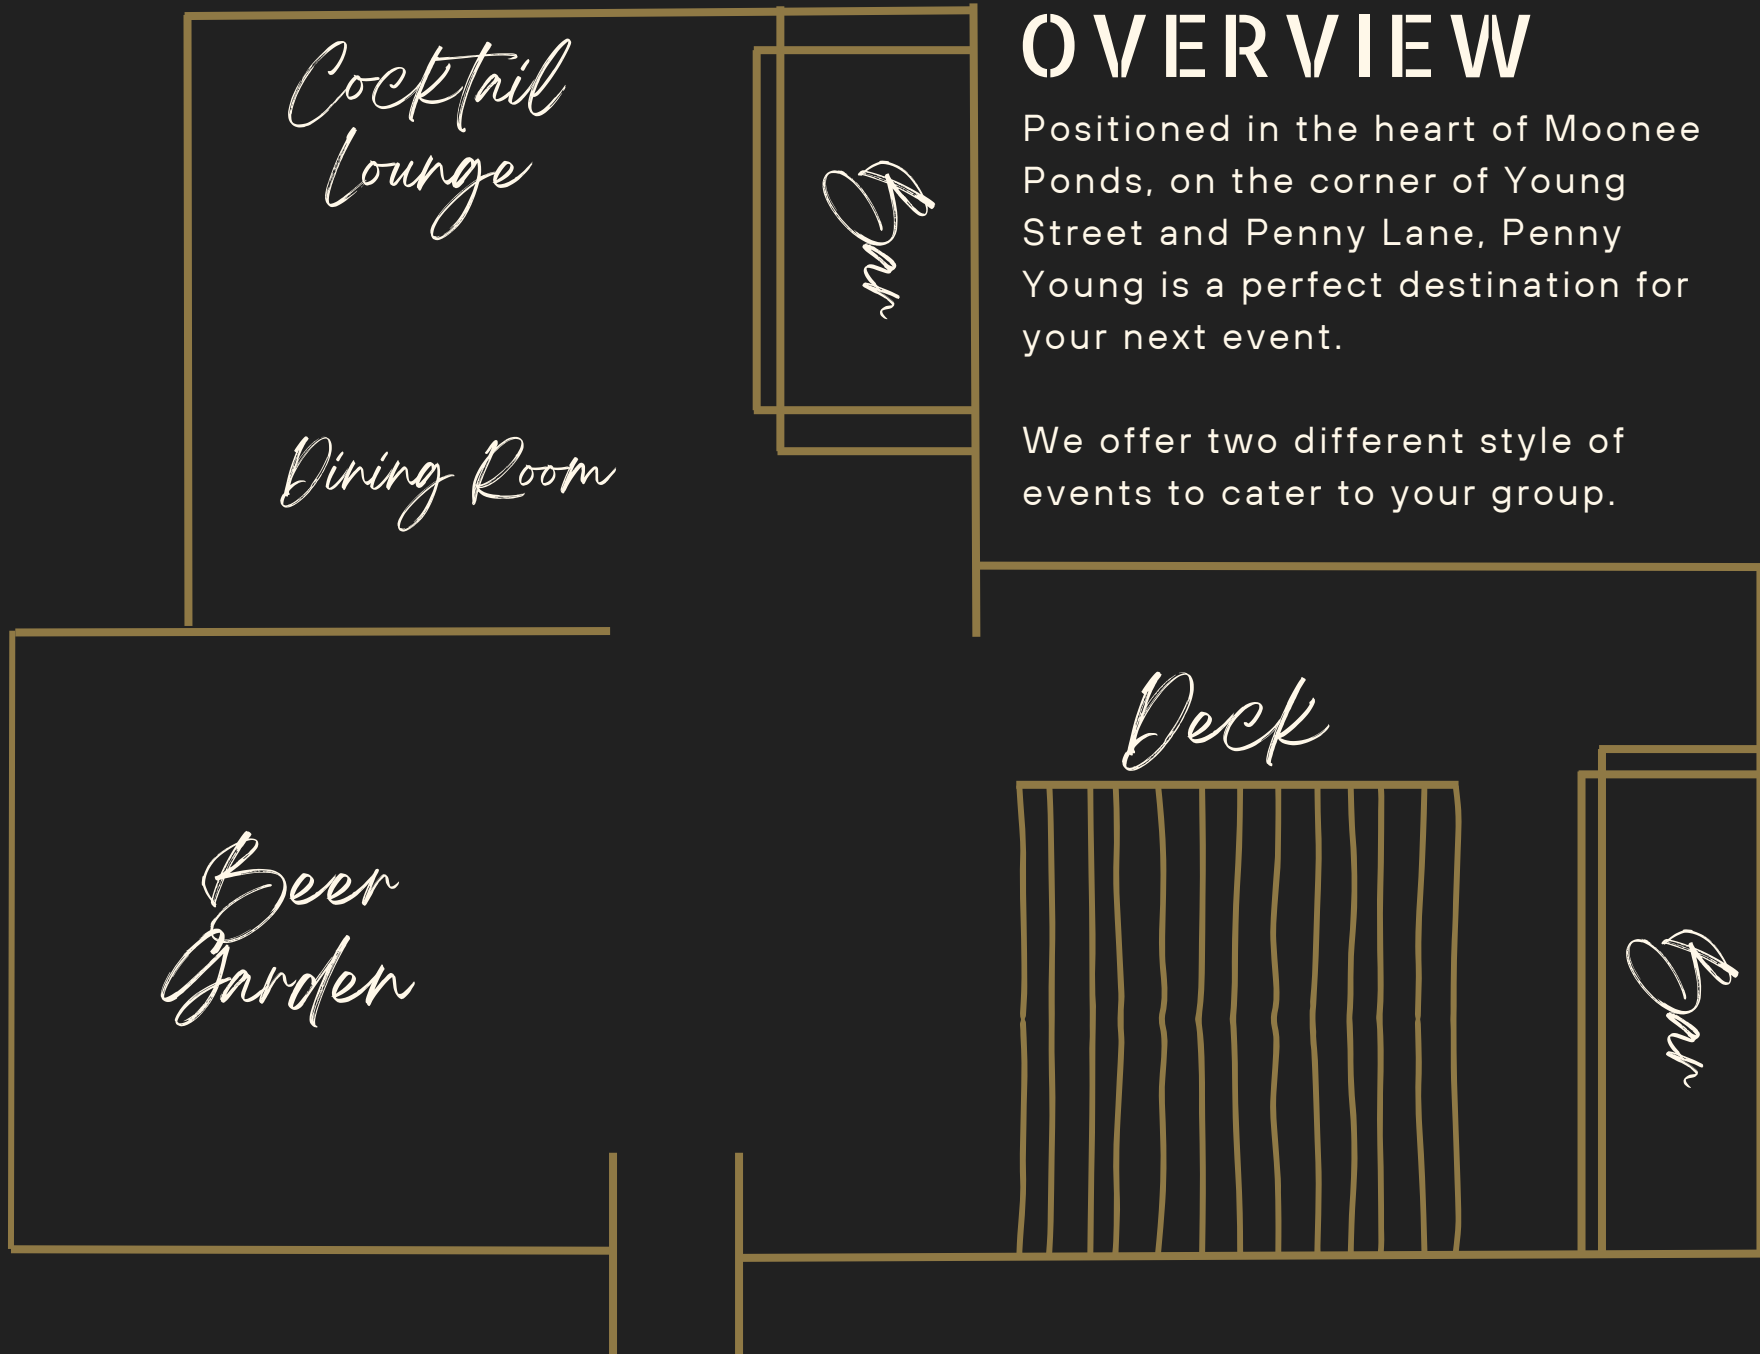 Cocktail
Lounge
Bar
Dining Room
OVERVIEW
Positioned in the heart of Moonee
Ponds, on the corner of Young
Street and Penny Lane, Penny
Young is a perfect destination for
your next event.
We offer two different style of
events to cater to your group.
Deck
Beer
Garden
Bar